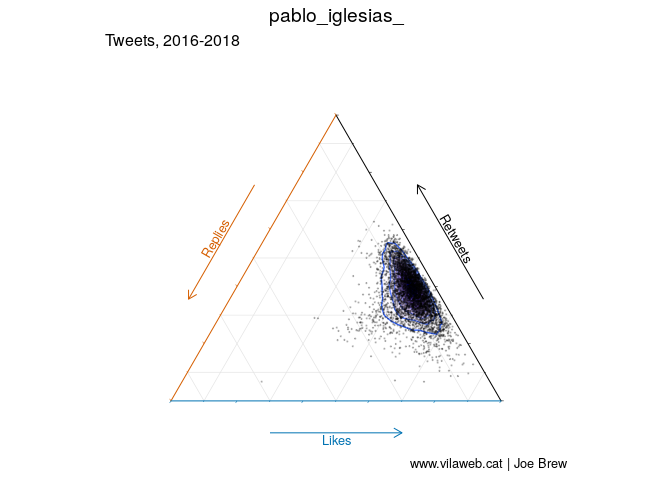 pablo_iglesias_
Tweets, 2016-2018
Replies
Retweets
Likes
www.vilaweb.cat | Joe Brew